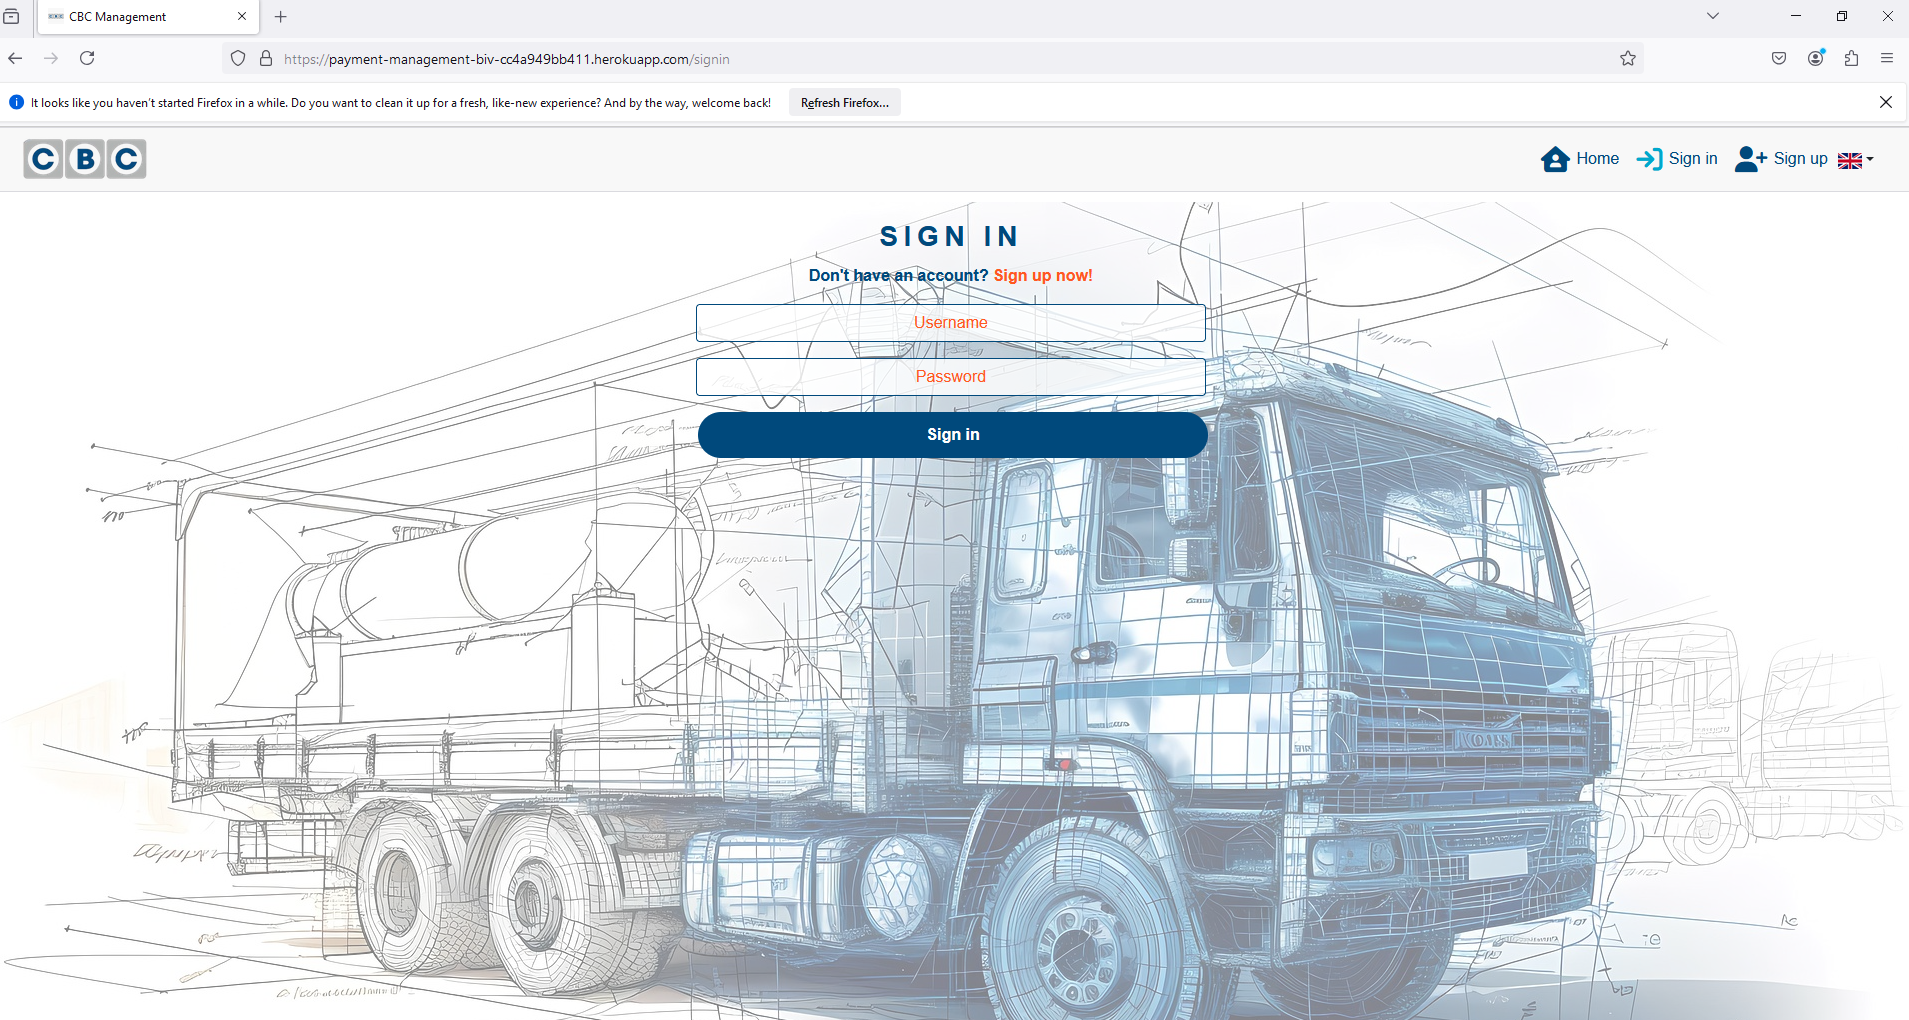 CBC Management
https://payment-management-biv-cc4a949bb411.herokuapp.com/signin
It looks like you haven't started Firefox in a while. Do you want to clean it up for a fresh, like-new experience? And by the way, welcome back!
Refresh Firefox...
CBC
Home
Sign in
Sign up
SIGN IN
Don't have an account? Sign up now!
Username
Password
Sign in